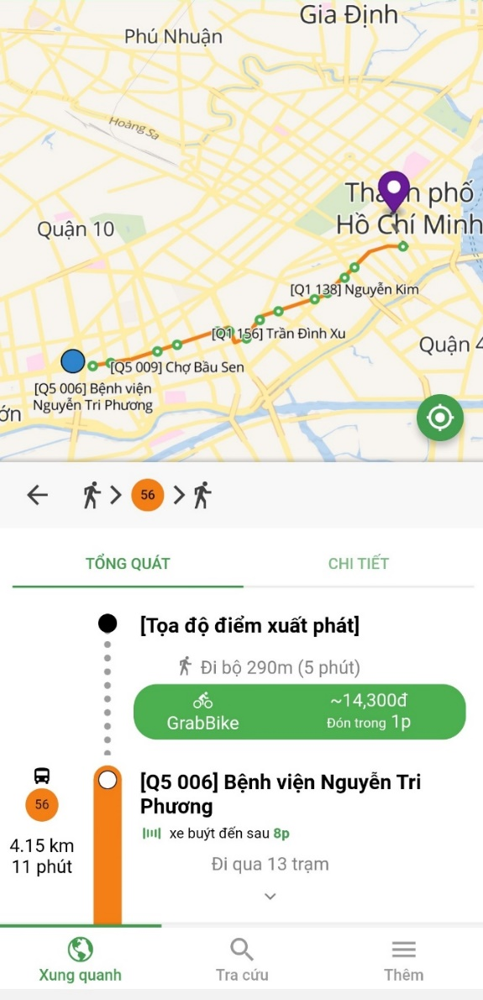 Gia Định
Phú Nhuận
Hoàng Sa
Thành phố
Hồ Chí Minh
Quận 10
[Q1 138] Nguyễn Kim
[Q1 156] Trần Đình Xu
Quận 4
[Q5 009] Chợ Bầu Sen
[Q5 006] Bệnh viện
Nguyễn Tri Phương
ớn
56
TỔNG QUÁT
CHI TIẾT
[Tọa độ điểm xuất phát]
Đi bộ 290m (5 phút)
GrabBike
~14,300đ
Đón trong 1p
[Q5 006] Bệnh viện Nguyễn Tri
Phương
56
xe buýt đến sau 8p
4.15 km
11 phút
Đi qua 13 trạm
Xung quanh
Tra cứu
Thêm